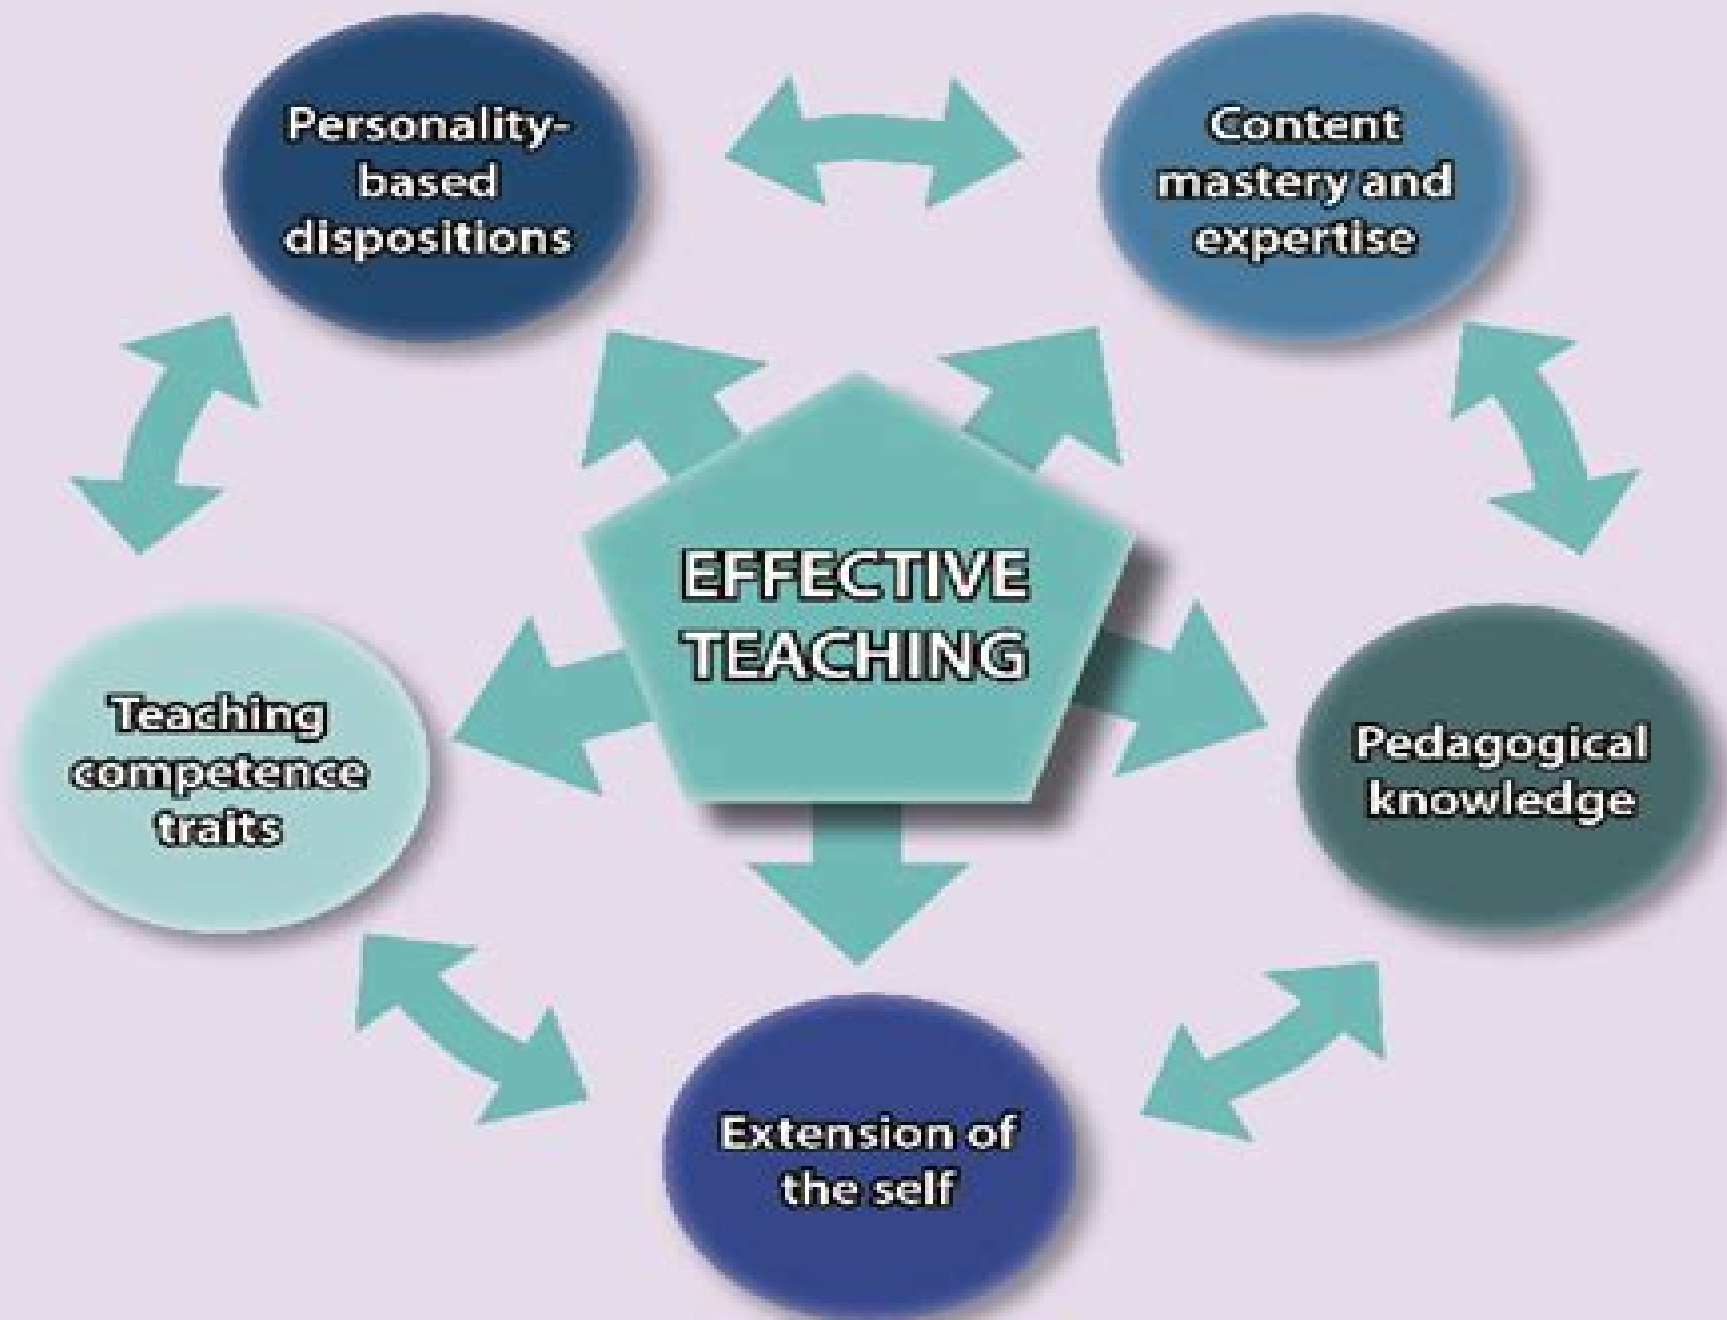 Personality-
based
dispositions
Content
mastery and
expertise
EFFECTIVE
TEACHING
Teaching
competence
traits
Pedagogical
knowledge
Extension of
the self